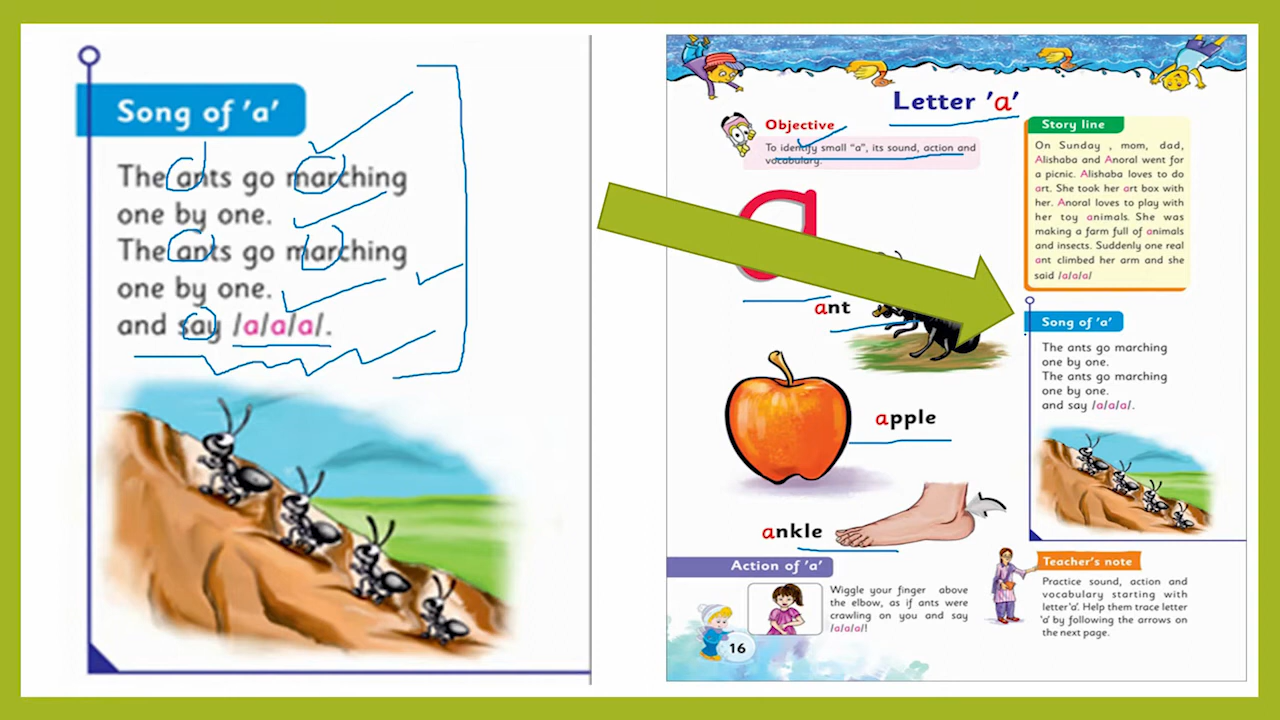 Song of 'a'
The ants go marching
one by one.
The ants go marching
one by one.
and say /a/a/a/.
Letter 'a'
Objective
To identify small "a", its sound, action and
vocabulary.
a
ant
apple
ankle
Action of 'a'
Wiggle your finger above
the elbow, as if ants were
crawling on you and say
/a/a/a/!
16
Story line
On Sunday , mom, dad,
Alishaba and Anoral went for
a picnic. Alishaba loves to do
art. She took her art box with
her. Anoral loves to play with
her toy animals. She was
making a farm full of animals
and insects. Suddenly one real
ant climbed her arm and she
said /a/a/a/
Song of 'a'
The ants go marching
one by one.
The ants go marching
one by one.
and say /a/a/a/.
Teacher's note
Practice sound, action and
vocabulary starting with
letter'a'. Help them trace letter
'a' by following the arrows on
the next page.